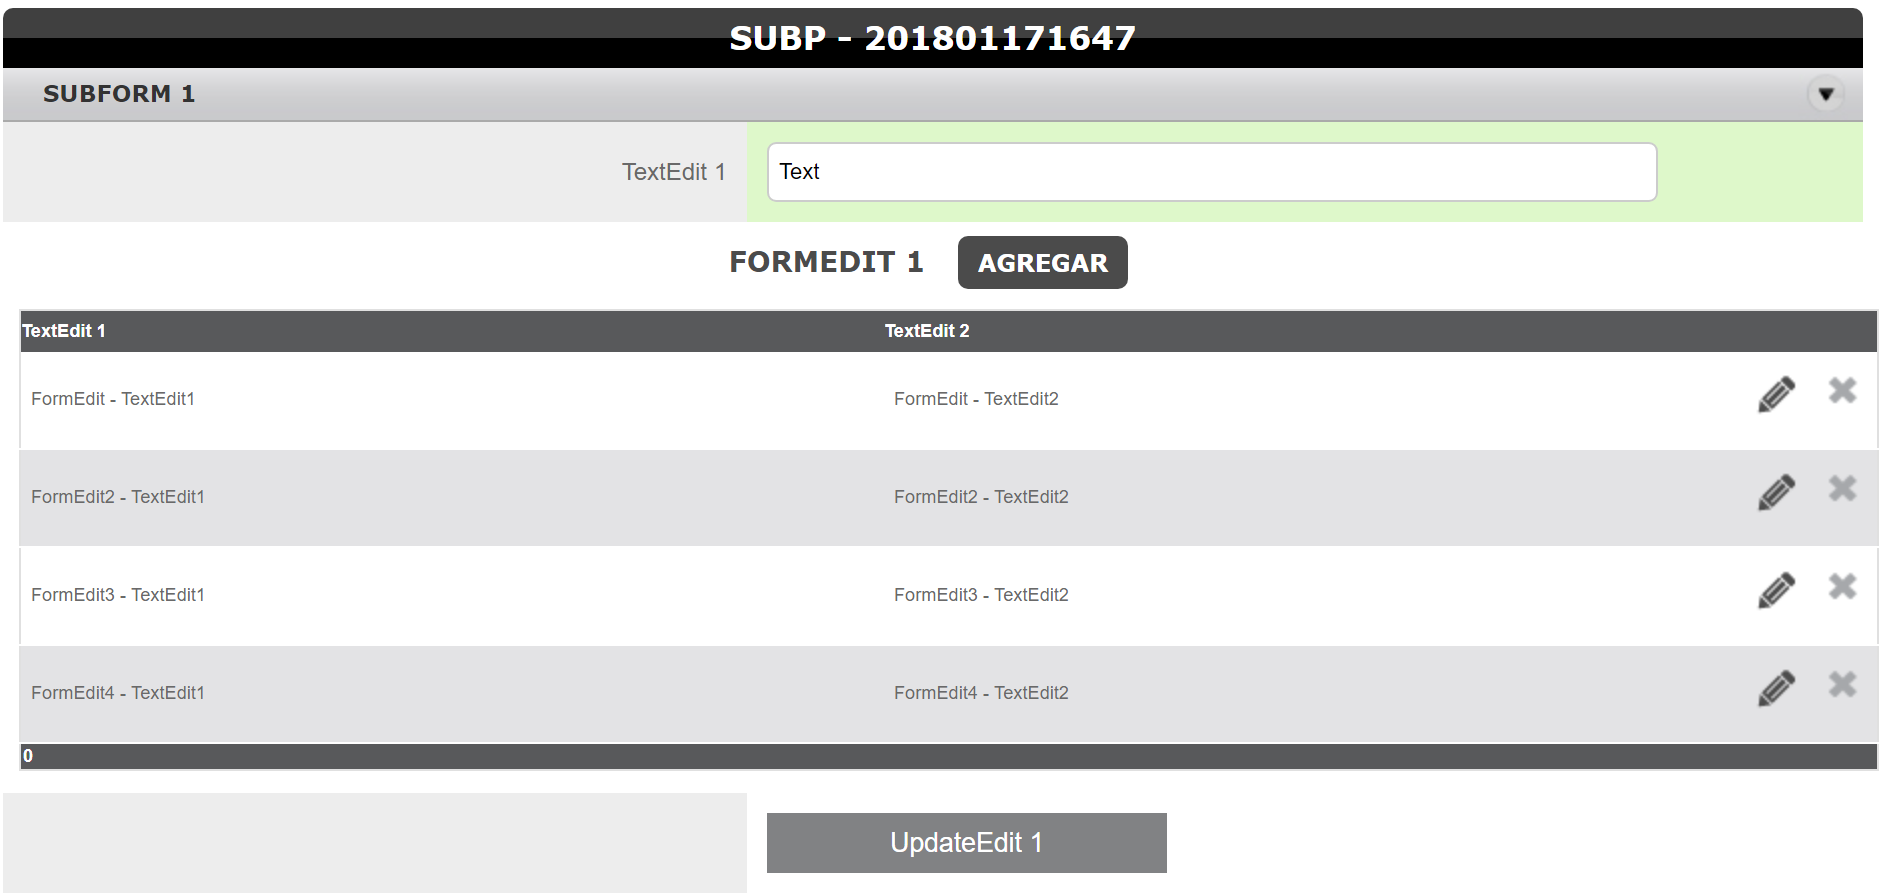 SUBP - 201801171647
SUBFORM 1
TextEdit 1
Text
FORMEDIT 1
AGREGAR
TextEdit 1 TextEdit 2
FormEdit - TextEdit1 FormEdit - TextEdit2
FormEdit2 - TextEdit1 FormEdit2 - TextEdit2
FormEdit3 - TextEdit1 FormEdit3 - TextEdit2
FormEdit4 - TextEdit1 FormEdit4 - TextEdit2
0
UpdateEdit 1